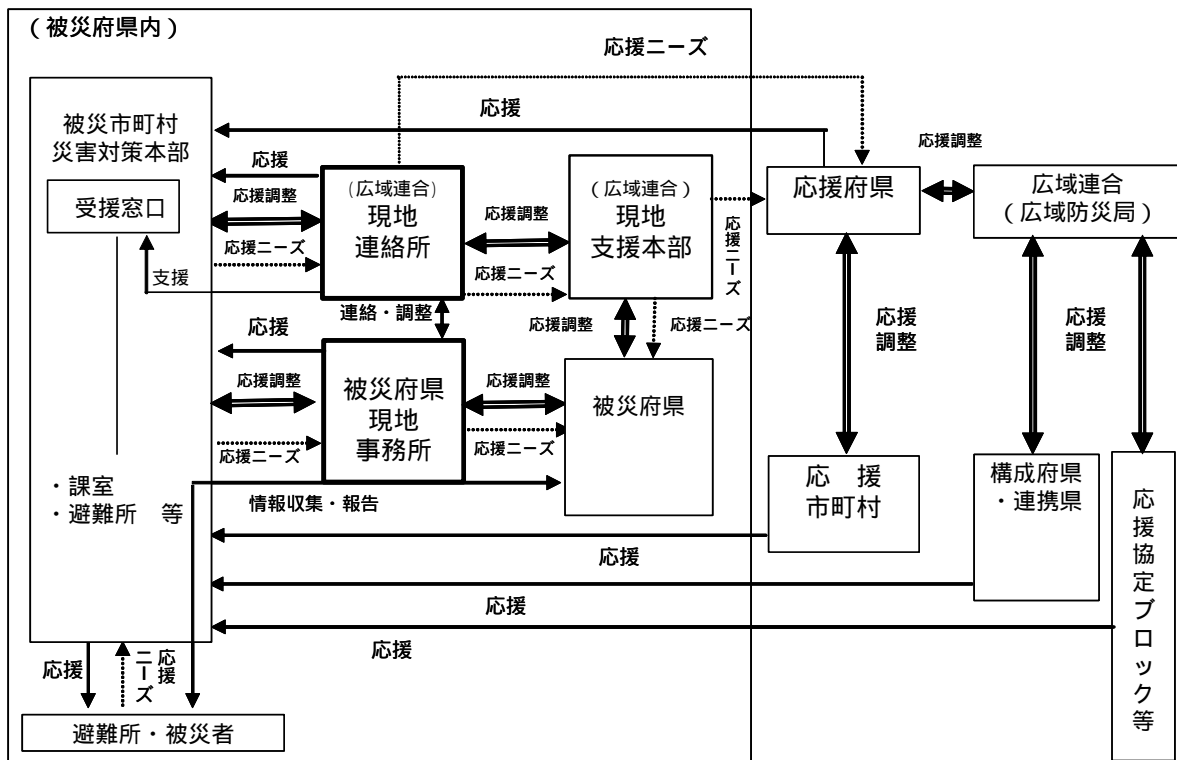 （被災府県内）
応援ニーズ
応援
被災市町村
災害対策本部
受援窓口
・課室
・避難所　等
応援
応援調整
応援ニーズ
支援
（広域連合）
現地
連絡所
応援調整
応援ニーズ
（広域連合）
現地
支援本部
応援ニーズ
応援府県
応援調整
広域連合
（広域防災局）
連絡・調整
応援調整
応援ニーズ
応援
応援調整
応援ニーズ
被災府県
現地
事務所
応援調整
応援ニーズ
被災府県
情報収集・報告
応援
調整
応援
調整
応　援
市町村
構成府県
・連携県
応援協定ブロック等
応援
応援
応援
応援
応援
ニーズ
避難所・被災者